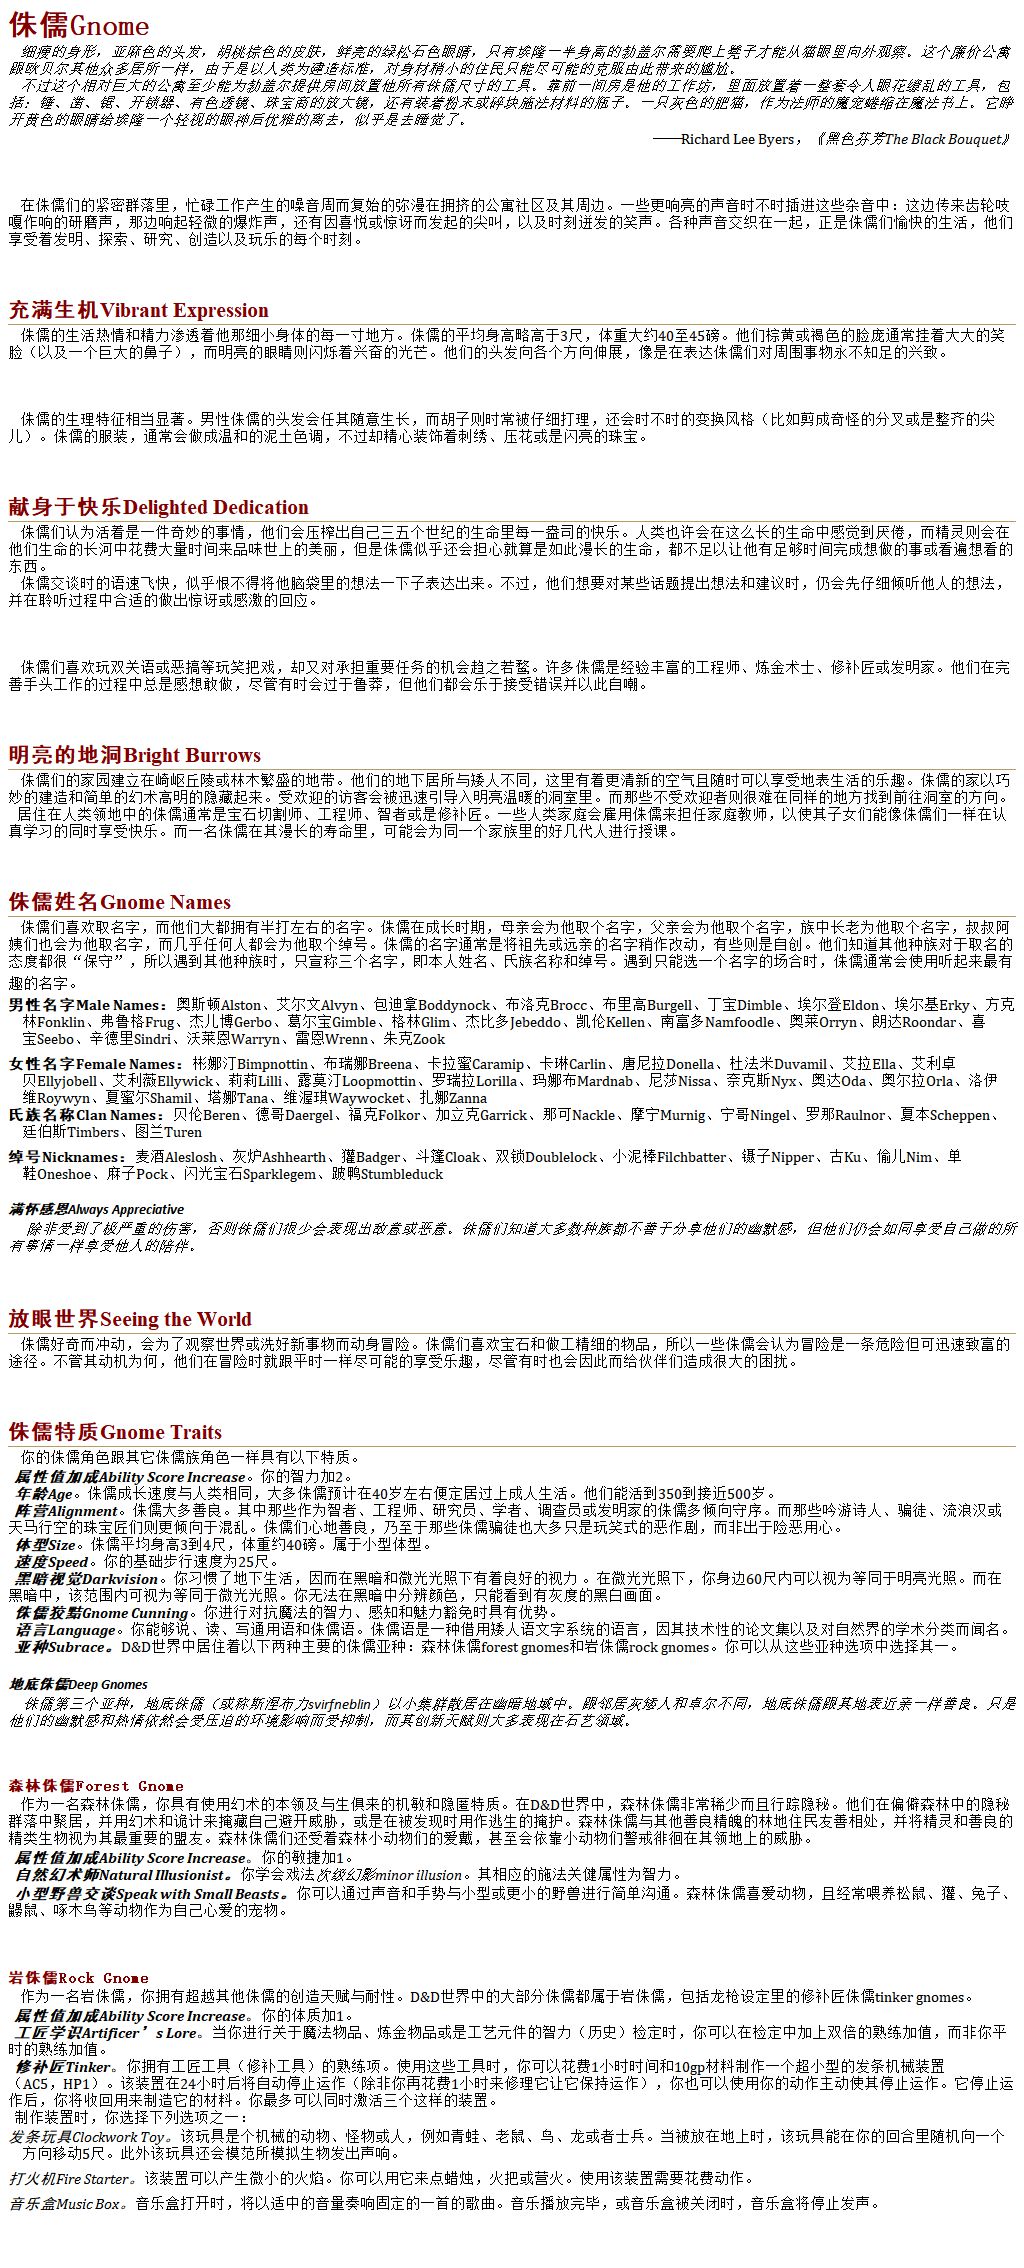 侏儒Gnome
细瘦的身形，亚麻色的头发，胡桃棕色的皮肤，鲜亮的绿松石色眼睛，只有埃隆一半身高的勃盖尔需要爬上凳子才能从猫眼里向外观察。这个廉价公寓
跟欧贝尔其他众多居所一样，由于是以人类为建造标准，对身材稍小的住民只能尽可能的克服由此带来的尴尬。
不过这个相对巨大的公寓至少能为勃盖尔提供房间放置他所有侏儒尺寸的工具。靠前一间房是他的工作坊，里面放置着一整套令人眼花缭乱的工具，包
括：锤、凿、锯、开锁器、有色透镜、珠宝商的放大镜，还有装着粉末或碎块施法材料的瓶子。一只灰色的肥猫，作为法师的魔宠蜷缩在魔法书上。它睁
开黄色的眼睛给埃隆一个轻视的眼神后优雅的离去，似乎是去睡觉了。
——Richard Lee Byers，《黑色芬芳The Black Bouquet》
在侏儒们的紧密群落里，忙碌工作产生的噪音周而复始的弥漫在拥挤的公寓社区及其周边。一些更响亮的声音时不时插进这些杂音中：这边传来齿轮吱
嘎作响的研磨声，那边响起轻微的爆炸声，还有因喜悦或惊讶而发起的尖叫，以及时刻迸发的笑声。各种声音交织在一起，正是侏儒们愉快的生活，他们
享受着发明、探索、研究、创造以及玩乐的每个时刻。
充满生机Vibrant Expression
侏儒的生活热情和精力渗透着他那细小身体的每一寸地方。侏儒的平均身高略高于3尺，体重大约40至45磅。他们棕黄或褐色的脸庞通常挂着大大的笑
脸（以及一个巨大的鼻子），而明亮的眼睛则闪烁着兴奋的光芒。他们的头发向各个方向伸展，像是在表达侏儒们对周围事物永不知足的兴致。
侏儒的生理特征相当显著。男性侏儒的头发会任其随意生长，而胡子则时常被仔细打理，还会时不时的变换风格（比如剪成奇怪的分叉或是整齐的尖
儿）。侏儒的服装，通常会做成温和的泥土色调，不过却精心装饰着刺绣、压花或是闪亮的珠宝。
献身于快乐Delighted Dedication
侏儒们认为活着是一件奇妙的事情，他们会压榨出自己三五个世纪的生命里每一盎司的快乐。人类也许会在这么长的生命中感觉到厌倦，而精灵则会在
他们生命的长河中花费大量时间来品味世上的美丽，但是侏儒似乎还会担心就算是如此漫长的生命，都不足以让他有足够时间完成想做的事或看遍想看的
东西。
侏儒交谈时的语速飞快，似乎恨不得将他脑袋里的想法一下子表达出来。不过，他们想要对某些话题提出想法和建议时，仍会先仔细倾听他人的想法，
并在聆听过程中合适的做出惊讶或感激的回应。
侏儒们喜欢玩双关语或恶搞等玩笑把戏，却又对承担重要任务的机会趋之若鹜。许多侏儒是经验丰富的工程师、炼金术士、修补匠或发明家。他们在完
善手头工作的过程中总是感想敢做，尽管有时会过于鲁莽，但他们都会乐于接受错误并以此自嘲。
明亮的地洞Bright Burrows
侏儒们的家园建立在崎岖丘陵或林木繁盛的地带。他们的地下居所与矮人不同，这里有着更清新的空气且随时可以享受地表生活的乐趣。侏儒的家以巧
妙的建造和简单的幻术高明的隐藏起来。受欢迎的访客会被迅速引导入明亮温暖的洞室里。而那些不受欢迎者则很难在同样的地方找到前往洞室的方向。
居住在人类领地中的侏儒通常是宝石切割师、工程师、智者或是修补匠。一些人类家庭会雇用侏儒来担任家庭教师，以使其子女们能像侏儒们一样在认
真学习的同时享受快乐。而一名侏儒在其漫长的寿命里，可能会为同一个家族里的好几代人进行授课。
侏儒姓名Gnome Names
侏儒们喜欢取名字，而他们大都拥有半打左右的名字。侏儒在成长时期，母亲会为他取个名字，父亲会为他取个名字，族中长老为他取个名字，叔叔阿
姨们也会为他取名字，而几乎任何人都会为他取个绰号。侏儒的名字通常是将祖先或远亲的名字稍作改动，有些则是自创。他们知道其他种族对于取名的
态度都很“保守”，所以遇到其他种族时，只宣称三个名字，即本人姓名、氏族名称和绰号。遇到只能选一个名字的场合时，侏儒通常会使用听起来最有
趣的名字。
男性名字Male Names：奥斯顿Alston、艾尔文Alvyn、包迪拿Boddynock、布洛克Brocc、布里高Burgell、丁宝Dimble、埃尔登Eldon、埃尔基Erky、方克
林Fonklin、弗鲁格Frug、杰儿博Gerbo、葛尔宝Gimble、格林Glim、杰比多Jebeddo、凯伦Kellen、南富多Namfoodle、奥莱Orryn、朗达Roondar、喜
宝Seebo、辛德里Sindri、沃莱恩Warryn、雷恩Wrenn、朱克Zook
女性名字Female Names：彬娜汀Bimpnottin、布瑞娜Breena、卡拉蜜Caramip、卡琳Carlin、唐尼拉Donella、杜法米Duvamil、艾拉Ella、艾利卓
贝Ellyjobell、艾利薇Ellywick、莉莉Lilli、露莫汀Loopmottin、罗瑞拉Lorilla、玛娜布Mardnab、尼莎Nissa、奈克斯Nyx、奥达Oda、奥尔拉Orla、洛伊
维Roywyn、夏蜜尔Shamil、塔娜Tana、维渥琪Waywocket、扎娜Zanna
氏族名称Clan Names：贝伦Beren、德哥Daergel、福克Folkor、加立克Garrick、那可Nackle、摩宁Murnig、宁哥Ningel、罗那Raulnor、夏本Scheppen、
廷伯斯Timbers、图兰Turen
绰号Nicknames：麦酒Aleslosh、灰炉Ashhearth、獾Badger、斗篷Cloak、双锁Doublelock、小泥棒Filchbatter、镊子Nipper、古Ku、偷儿Nim、单
鞋Oneshoe、麻子Pock、闪光宝石Sparklegem、跛鸭Stumbleduck
满怀感恩Always Appreciative
除非受到了极严重的伤害，否则侏儒们很少会表现出敌意或恶意。侏儒们知道大多数种族都不善于分享他们的幽默感，但他们仍会如同享受自己做的所
有事情一样享受他人的陪伴。
放眼世界Seeing the World
侏儒好奇而冲动，会为了观察世界或洗好新事物而动身冒险。侏儒们喜欢宝石和做工精细的物品，所以一些侏儒会认为冒险是一条危险但可迅速致富的
途径。不管其动机为何，他们在冒险时就跟平时一样尽可能的享受乐趣，尽管有时也会因此而给伙伴们造成很大的困扰。
侏儒特质Gnome Traits
你的侏儒角色跟其它侏儒族角色一样具有以下特质。
属性值加成Ability Score Increase。你的智力加2。
年龄Age。侏儒成长速度与人类相同，大多侏儒预计在40岁左右便定居过上成人生活。他们能活到350到接近500岁。
阵营Alignment。侏儒大多善良。其中那些作为智者、工程师、研究员、学者、调查员或发明家的侏儒多倾向守序。而那些吟游诗人、骗徒、流浪汉或
天马行空的珠宝匠们则更倾向于混乱。侏儒们心地善良，乃至于那些侏儒骗徒也大多只是玩笑式的恶作剧，而非出于险恶用心。
体型Size。侏儒平均身高3到4尺，体重约40磅。属于小型体型。
速度Speed。你的基础步行速度为25尺。
黑暗视觉Darkvision。你习惯了地下生活，因而在黑暗和微光光照下有着良好的视力 。在微光光照下，你身边60尺内可以视为等同于明亮光照。而在
黑暗中，该范围内可视为等同于微光光照。你无法在黑暗中分辨颜色，只能看到有灰度的黑白画面。
侏儒狡黠Gnome Cunning。你进行对抗魔法的智力、感知和魅力豁免时具有优势。
语言Language。你能够说、读、写通用语和侏儒语。侏儒语是一种借用矮人语文字系统的语言，因其技术性的论文集以及对自然界的学术分类而闻名。
亚种Subrace。D&D世界中居住着以下两种主要的侏儒亚种：森林侏儒forest gnomes和岩侏儒rock gnomes。你可以从这些亚种选项中选择其一。
地底侏儒Deep Gnomes
侏儒第三个亚种，地底侏儒（或称斯涅布力svirfneblin）以小集群散居在幽暗地域中。跟邻居灰矮人和卓尔不同，地底侏儒跟其地表近亲一样善良。只是
他们的幽默感和热情依然会受压迫的环境影响而受抑制，而其创新天赋则大多表现在石艺领域。
森林侏儒Forest Gnome
作为一名森林侏儒，你具有使用幻术的本领及与生俱来的机敏和隐匿特质。在D&D世界中，森林侏儒非常稀少而且行踪隐秘。他们在偏僻森林中的隐秘
群落中聚居，并用幻术和诡计来掩藏自己避开威胁，或是在被发现时用作逃生的掩护。森林侏儒与其他善良精魄的林地住民友善相处，并将精灵和善良的
精类生物视为其最重要的盟友。森林侏儒们还受着森林小动物们的爱戴，甚至会依靠小动物们警戒徘徊在其领地上的威胁。
属性值加成Ability Score Increase。你的敏捷加1。
自然幻术师Natural Illusionist。你学会戏法次级幻影minor illusion。其相应的施法关健属性为智力。
小型野兽交谈Speak with Small Beasts。你可以通过声音和手势与小型或更小的野兽进行简单沟通。森林侏儒喜爱动物，且经常喂养松鼠、獾、兔子、
鼹鼠、啄木鸟等动物作为自己心爱的宠物。
岩侏儒Rock Gnome
作为一名岩侏儒，你拥有超越其他侏儒的创造天赋与耐性。D&D世界中的大部分侏儒都属于岩侏儒，包括龙枪设定里的修补匠侏儒tinker gnomes。
属性值加成Ability Score Increase。你的体质加1。
工匠学识Artificer’s Lore。当你进行关于魔法物品、炼金物品或是工艺元件的智力（历史）检定时，你可以在检定中加上双倍的熟练加值，而非你平
时的熟练加值。
修补匠Tinker。你拥有工匠工具（修补工具）的熟练项。使用这些工具时，你可以花费1小时时间和10gp材料制作一个超小型的发条机械装置
（AC5，HP1）。该装置在24小时后将自动停止运作（除非你再花费1小时来修理它让它保持运作），你也可以使用你的动作主动使其停止运作。它停止运
作后，你将收回用来制造它的材料。你最多可以同时激活三个这样的装置。
制作装置时，你选择下列选项之一：
发条玩具Clockwork Toy。该玩具是个机械的动物、怪物或人，例如青蛙、老鼠、鸟、龙或者士兵。当被放在地上时，该玩具能在你的回合里随机向一个
方向移动5尺。此外该玩具还会模范所模拟生物发出声响。
打火机Fire Starter。该装置可以产生微小的火焰。你可以用它来点蜡烛，火把或营火。使用该装置需要花费动作。
音乐盒Music Box。音乐盒打开时，将以适中的音量奏响固定的一首的歌曲。音乐播放完毕，或音乐盒被关闭时，音乐盒将停止发声。